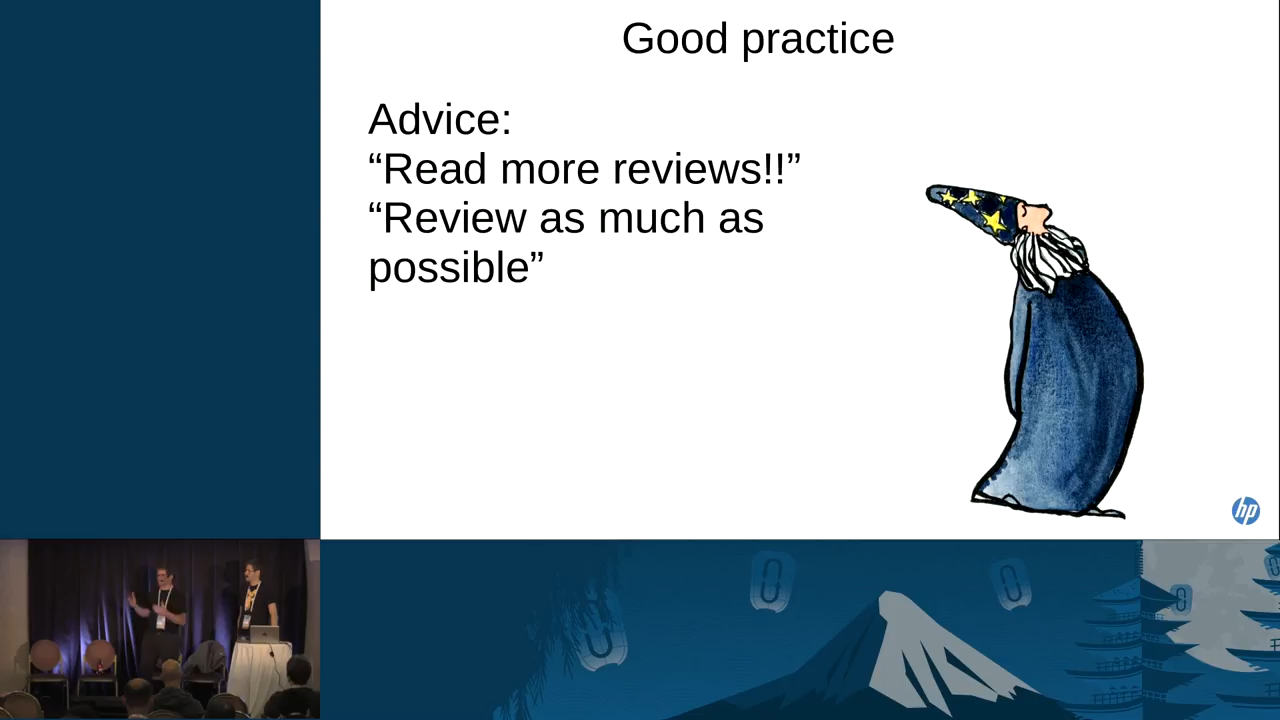 Good practice
Advice:
“Read more reviews!!”
“Review as much as
possible”
hp